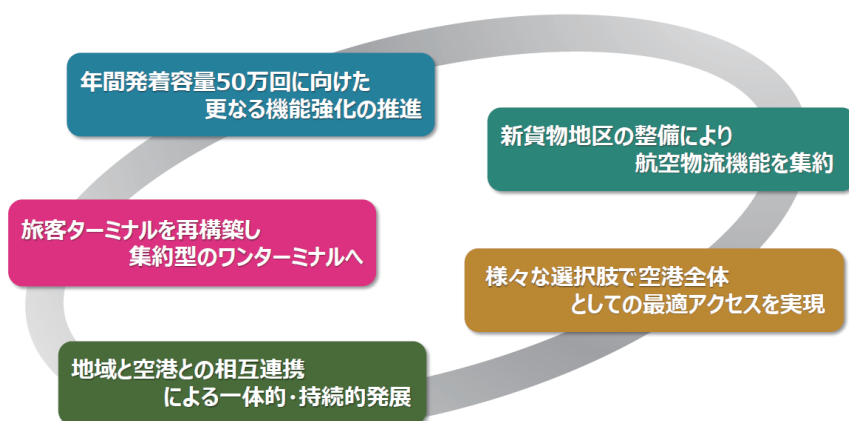 年間発着容量50万回に向けた
更なる機能強化の推進
新貨物地区の整備により
航空物流機能を集約
旅客ターミナルを再構築し
集約型のワンターミナルへ
様々な選択肢で空港全体
としての最適アクセスを実現
地域と空港との相互連携
による一体的・持続的発展